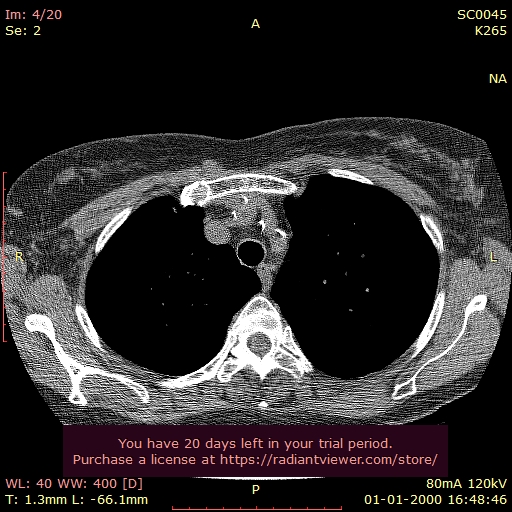 Im: 4/20
Se: 2
A
SC0045
K265
NA
R
L
You have 20 days left in your trial period.
Purchase a license at https://radiantviewer.com/store/
WL: 40 WW: 400 [D]
T: 1.3mm L: -66.1mm
P
80mA 120kV
01-01-2000 16:48:46